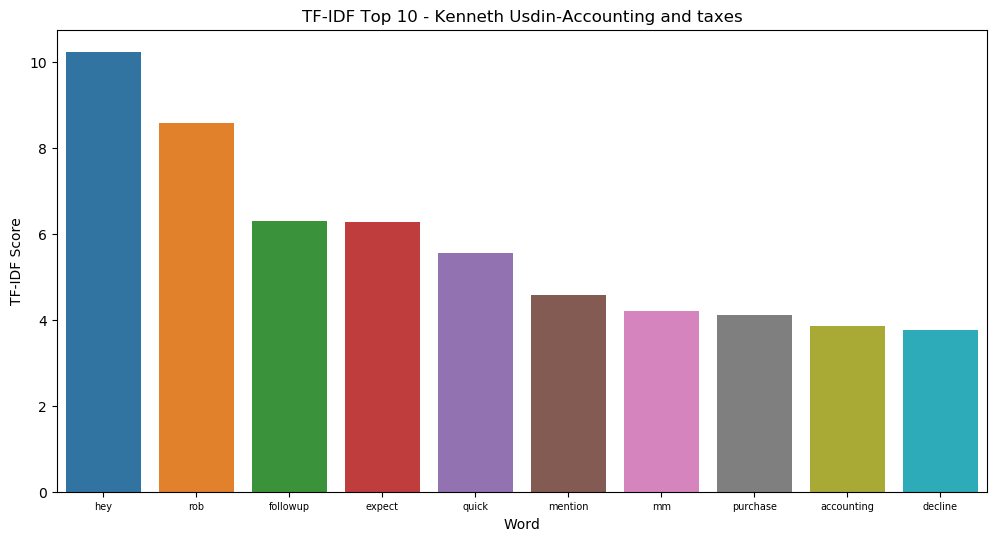 TF-IDF Top 10 - Kenneth Usdin-Accounting and taxes
TF-IDF Score
10
8
6
4
2
0
hey rob followup expect quick mention mm purchase accounting decline
Word